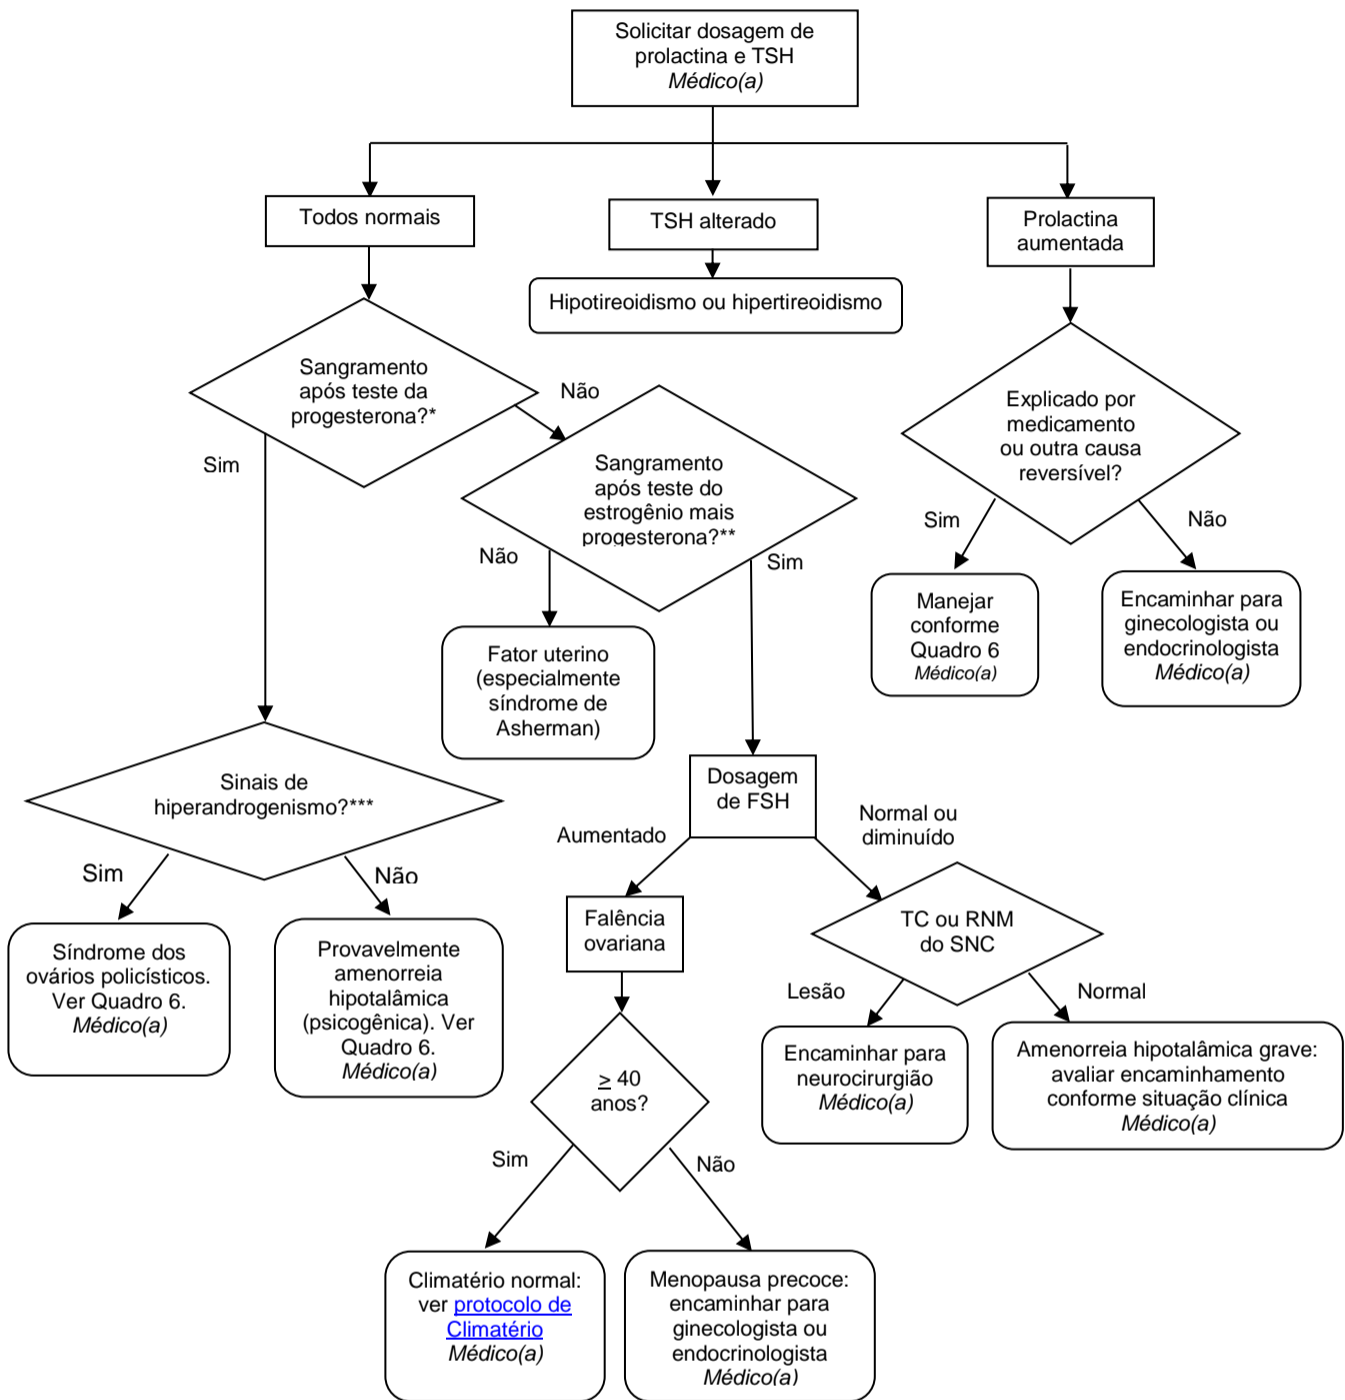 Solicitar dosagem de
prolactina e TSH
Médico(a)
Todos normais
TSH alterado
Prolactina
aumentada
Hipotireoidismo ou hipertireoidismo
Sangramento
após teste da
progesterona?*
Não
Sim
Sangramento
após teste do
estrogênio mais
progesterona?**
Não
Sim
Explicado por
medicamento
ou outra causa
reversível?
Sim
Não
Manejar
conforme
Quadro 6
Médico(a)
Encaminhar para
ginecologista ou
endocrinologista
Médico(a)
Fator uterino
(especialmente
síndrome de
Asherman)
Sinais de
hiperandrogenismo?***
Sim
Não
Síndrome dos
ovários policísticos.
Ver Quadro 6.
Médico(a)
Provavelmente
amenorreia
hipotalâmica
(psicogênica). Ver
Quadro 6.
Médico(a)
Dosagem
de FSH
Aumentado
Normal ou
diminuído
Falência
ovariana
TC ou RNM
do SNC
Lesão
Normal
Encaminhar para
neurocirurgião
Médico(a)
Amenorreia hipotalâmica grave:
avaliar encaminhamento
conforme situação clínica
Médico(a)
≥ 40
anos?
Sim
Não
Climatério normal:
ver protocolo de
Climatério
Médico(a)
Menopausa precoce:
encaminhar para
ginecologista ou
endocrinologista
Médico(a)